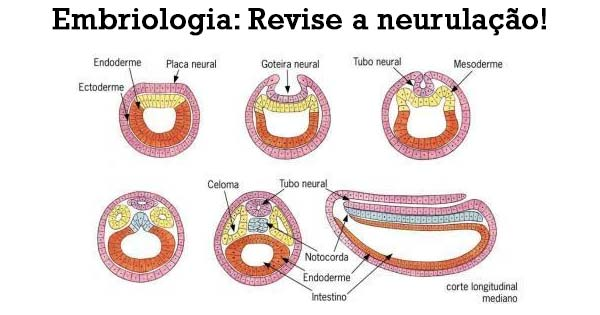 Embriologia: Revise a neurulação!
Endoderme
Placa neural
Ectoderme
Goteira neural
Tubo neural
Mesoderme
Celoma
Tubo neural
Notocorda
Endoderme
Intestino
corte longitudinal
mediano